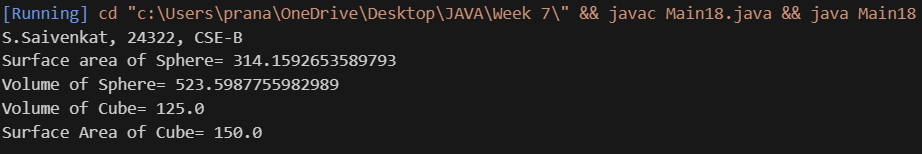 [Running] cd "c:\Users\prana\OneDrive\Desktop\JAVA\Week 7\" && javac Main18.java && java Main18
S.Saivenkat, 24322, CSE-B
Surface area of Sphere= 314.1592653589793
Volume of Sphere= 523.5987755982989
Volume of Cube= 125.0
Surface Area of Cube= 150.0